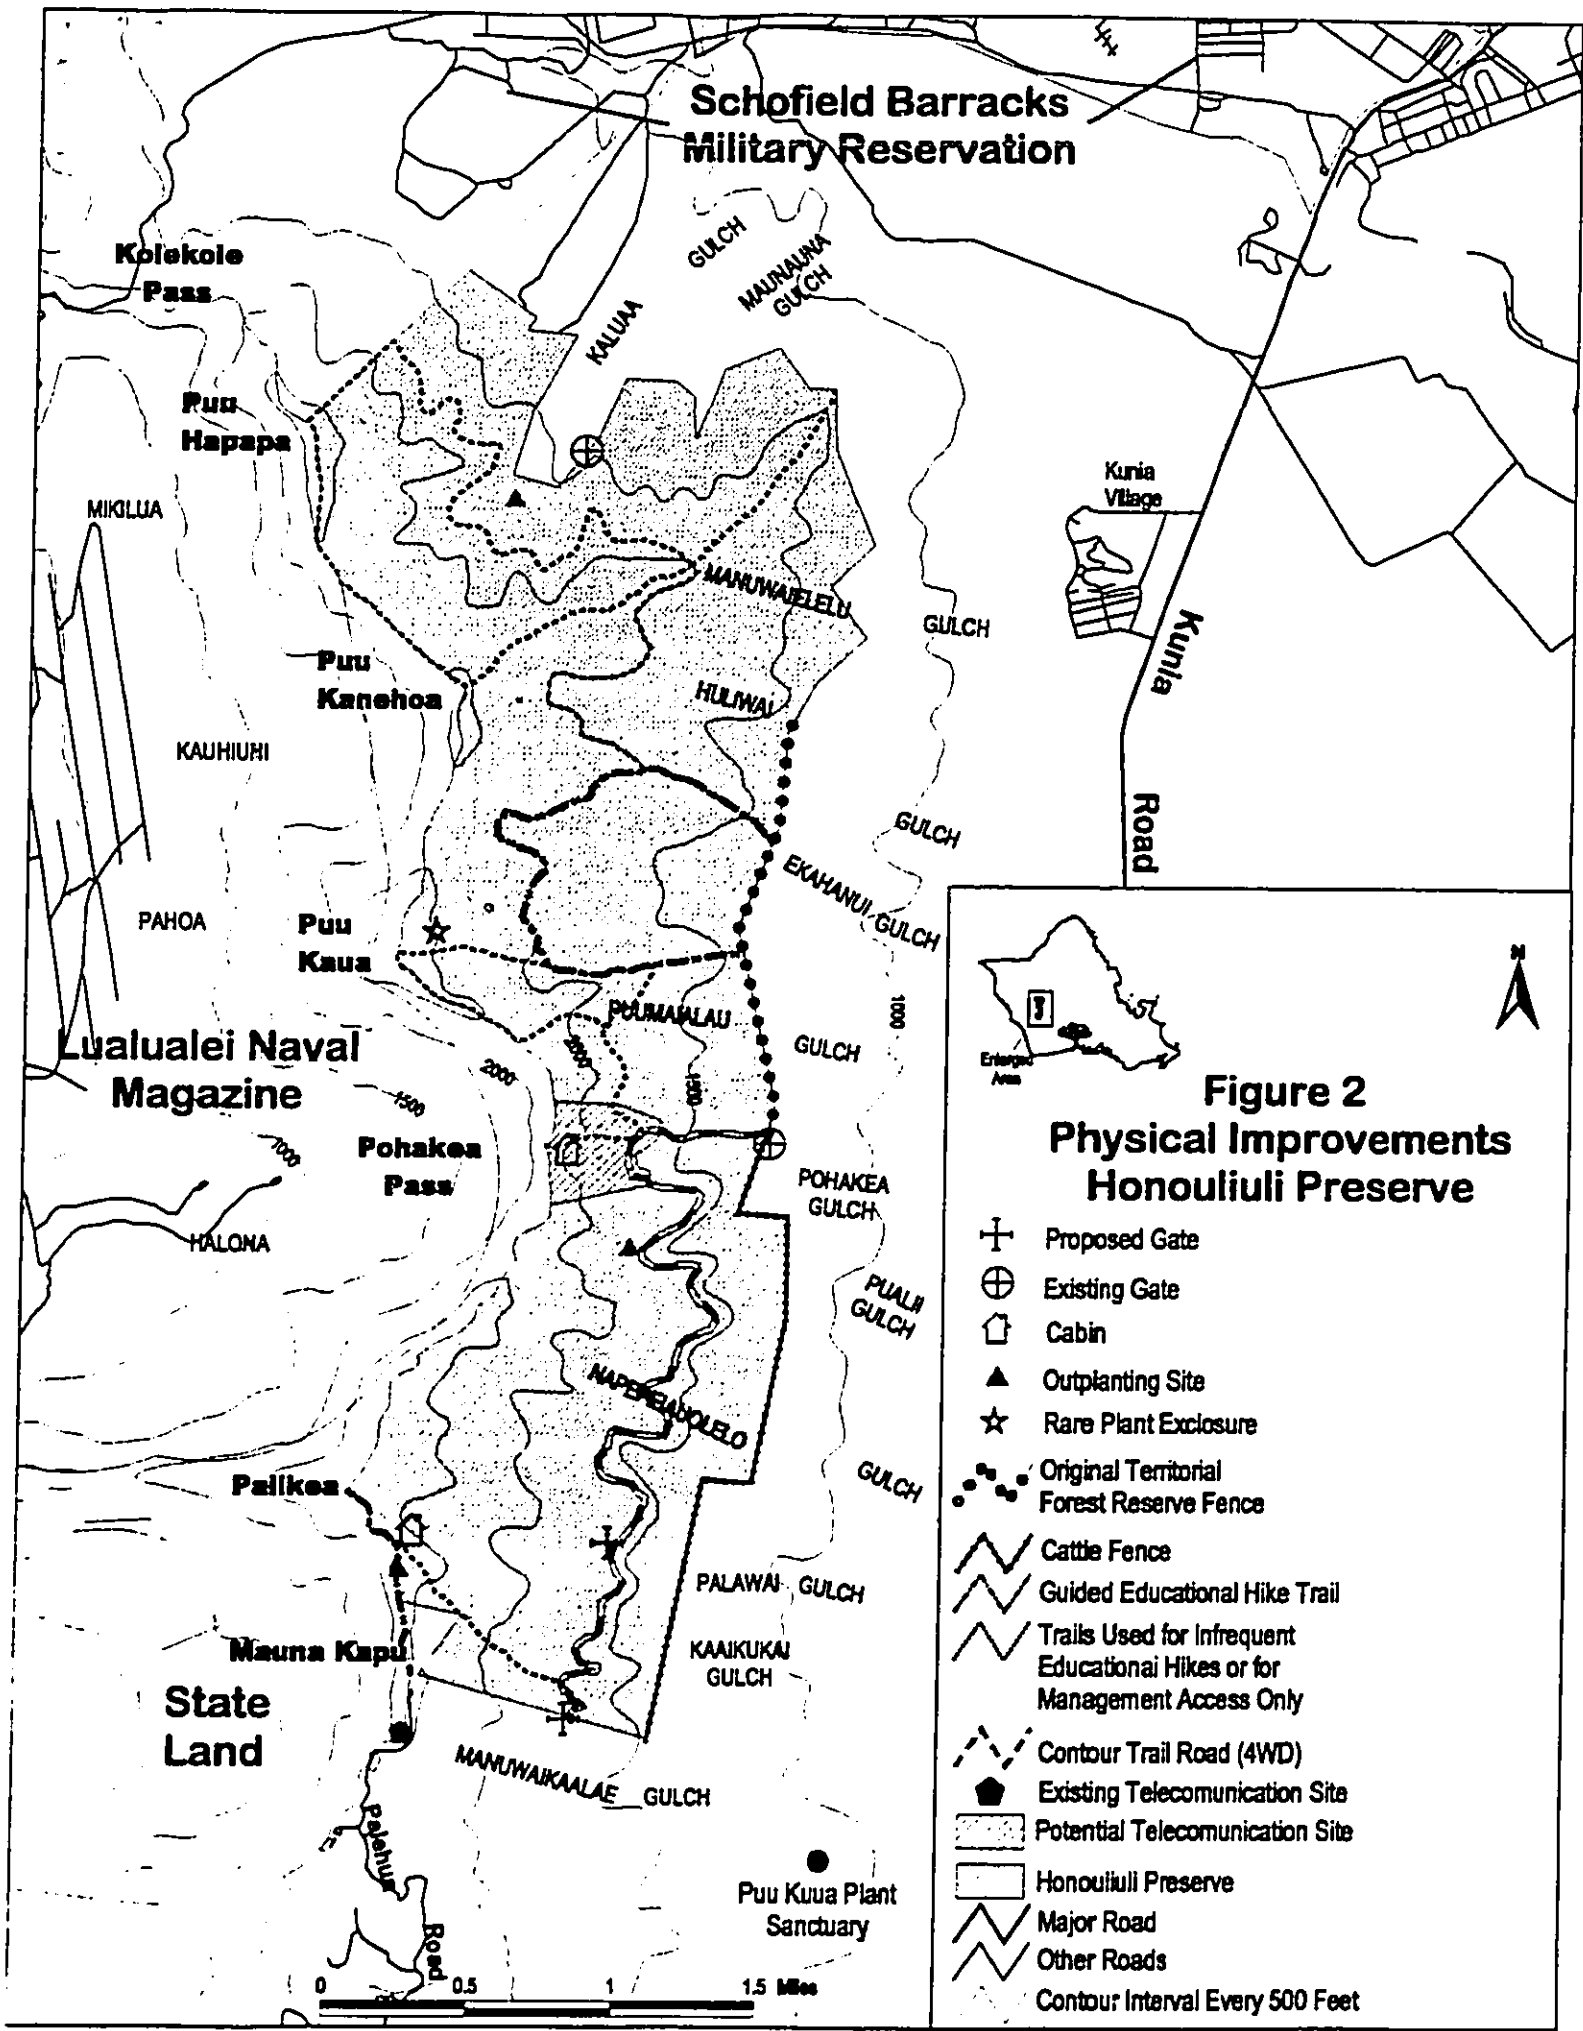 Schofield Barracks
Military Reservation
GULCH
MAUNAUNA
GULCH
KALUAA
Kolekole
Pass
Puu
Hapapa
MIKILUA
Kunia
Village
MANUWAIELELU
GULCH
Kunia
Road
Puu
Kanehoa
HULIWAI
KAUHIUHI
GULCH
EKAHANUI
GULCH
PAHOA
Puu
Kaua
PUUMAIALAU
1000
GULCH
Lualualei Naval
Magazine
2000
2000
1500
1500
1000
Pohakea
Pass
POHAKEA
GULCH
HALONA
PUALII
GULCH
NAPEPEIAUOLELO
GULCH
Palikea
PALAWAI GULCH
Mauna Kapu
KAAIKUKAI
GULCH
State
Land
MANUWAIKAALAE GULCH
Palehua
Road
Puu Kuua Plant
Sanctuary
0 0.5 1 1.5 Miles
N
Enlarged
Area
Figure 2
Physical Improvements
Honouliuli Preserve
Proposed Gate
Existing Gate
Cabin
Outplanting Site
Rare Plant Exclosure
Original Territorial
Forest Reserve Fence
Cattle Fence
Guided Educational Hike Trail
Trails Used for Infrequent
Educational Hikes or for
Management Access Only
Contour Trail Road (4WD)
Existing Telecomunication Site
Potential Telecomunication Site
Honouliuli Preserve
Major Road
Other Roads
Contour Interval Every 500 Feet